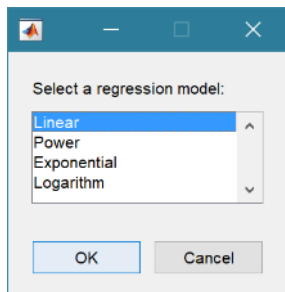 Select a regression model:
Linear
Power
Exponential
Logarithm
OK Cancel